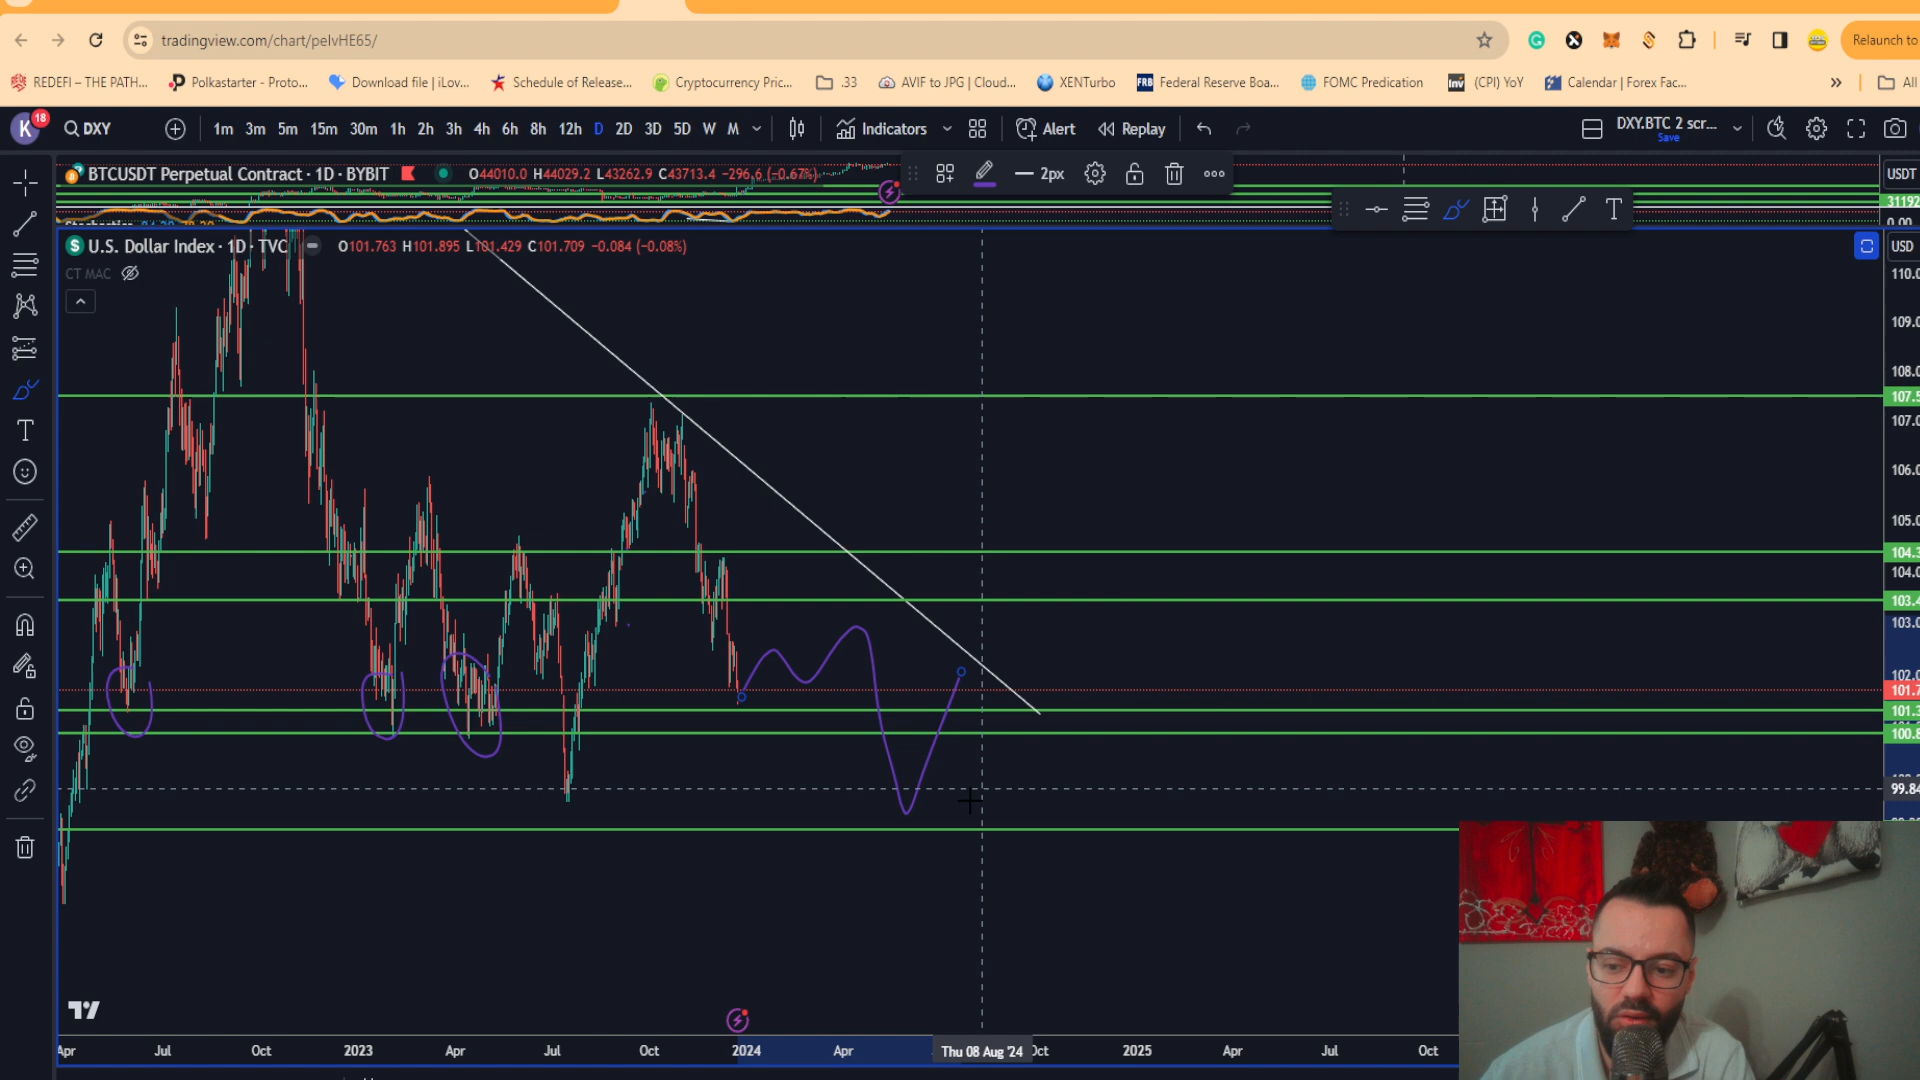 tradingview.com/chart/pelvHE65/
Relaunch to
REDEFI – THE PATH...
Polkastarter - Proto...
Download file | iLov...
Schedule of Release...
Cryptocurrency Pric...
.33
AVIF to JPG | Cloud...
XENTurbo
FRB Federal Reserve Boa...
FOMC Prediction
Inv (CPI) YoY
Calendar | Forex Fac...
»
All
K 18
DXY
1m 3m 5m 15m 30m 1h 2h 3h 4h 6h 8h 12h D 2D 3D 5D W M
Indicators
Alert
Replay
DXY.BTC 2 scr...
Save
BTCUSDT Perpetual Contract · 1D · BYBIT
O44010.0 H44029.2 L43262.9 C43713.4 −296.6 (−0.67%)
2px
USDT
31192
0.00
U.S. Dollar Index · 1D · TVC
O101.763 H101.895 L101.429 C101.709 −0.084 (−0.08%)
USD
CT MAC
110.0
109.0
108.0
107.5
107.0
106.0
105.0
104.3
104.0
103.4
103.0
102.0
101.7
101.3
100.8
99.84
Apr Jul Oct 2023 Apr Jul Oct 2024 Apr Thu 08 Aug '24 Oct 2025 Apr Jul Oct